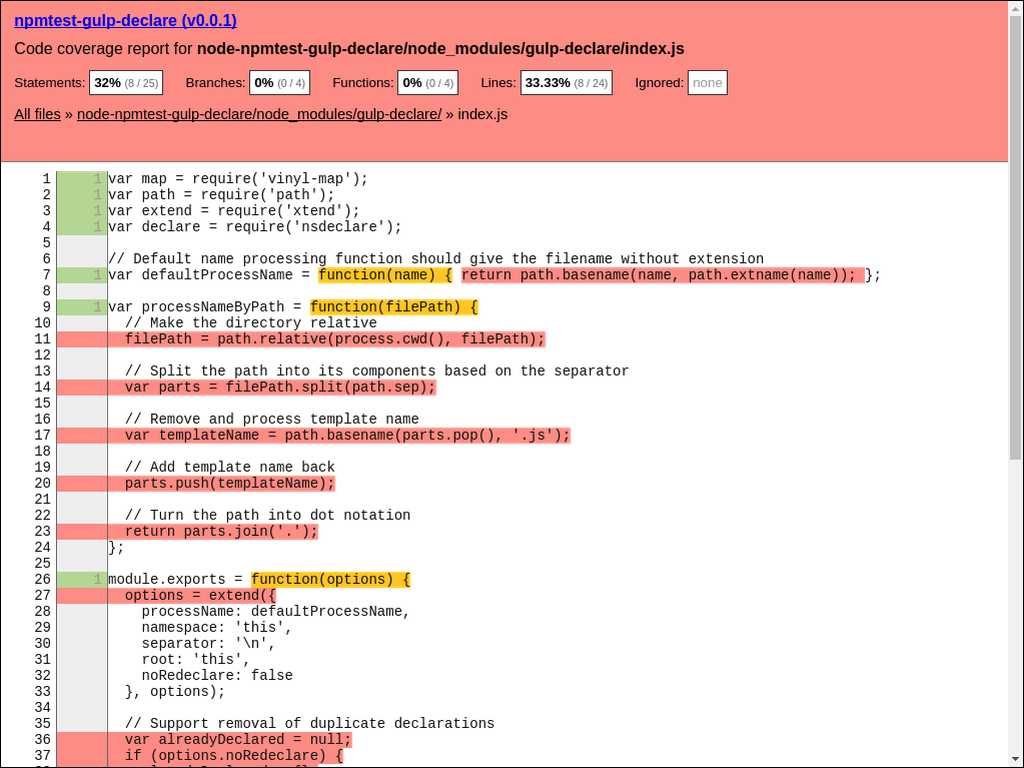 npmtest-gulp-declare (v0.0.1)
Code coverage report for node-npmtest-gulp-declare/node_modules/gulp-declare/index.js
Statements: 32% (8 / 25) Branches: 0% (0 / 4) Functions: 0% (0 / 4) Lines: 33.33% (8 / 24) Ignored: none
All files » node-npmtest-gulp-declare/node_modules/gulp-declare/ » index.js
1 1 var map = require('vinyl-map');
2 1 var path = require('path');
3 1 var extend = require('xtend');
4 1 var declare = require('nsdeclare');
5
6 // Default name processing function should give the filename without extension
7 1 var defaultProcessName = function(name) { return path.basename(name, path.extname(name)); };
8
9 1 var processNameByPath = function(filePath) {
10 // Make the directory relative
11 filePath = path.relative(process.cwd(), filePath);
12
13 // Split the path into its components based on the separator
14 var parts = filePath.split(path.sep);
15
16 // Remove and process template name
17 var templateName = path.basename(parts.pop(), '.js');
18
19 // Add template name back
20 parts.push(templateName);
21
22 // Turn the path into dot notation
23 return parts.join('.');
24 };
25
26 1 module.exports = function(options) {
27 options = extend({
28 processName: defaultProcessName,
29 namespace: 'this',
30 separator: '\n',
31 root: 'this',
32 noRedeclare: false
33 }, options);
34
35 // Support removal of duplicate declarations
36 var alreadyDeclared = null;
37 if (options.noRedeclare) {